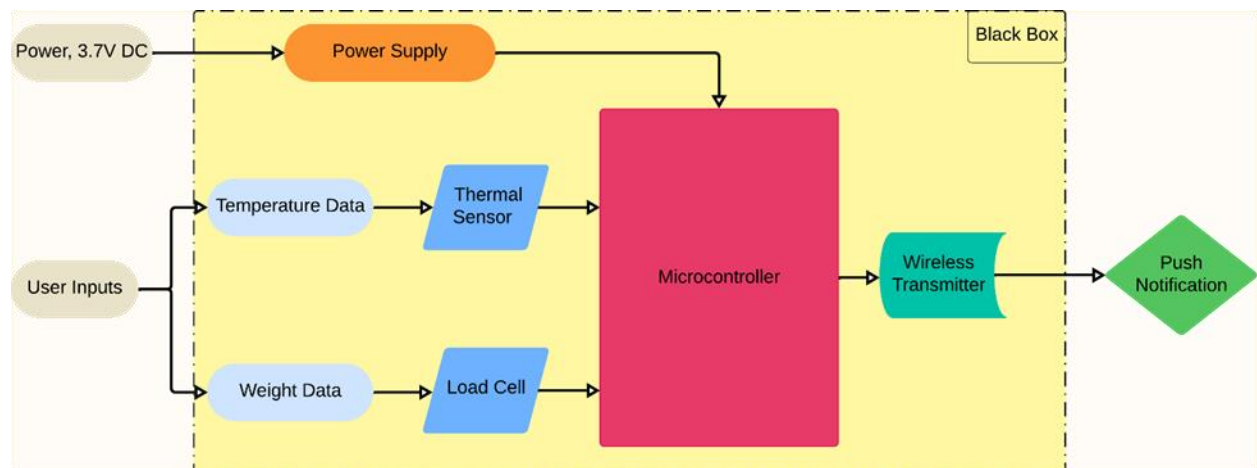 Power, 3.7V DC
Power Supply
Black Box
Temperature Data
Thermal
Sensor
User Inputs
Microcontroller
Wireless
Transmitter
Push
Notification
Weight Data
Load Cell